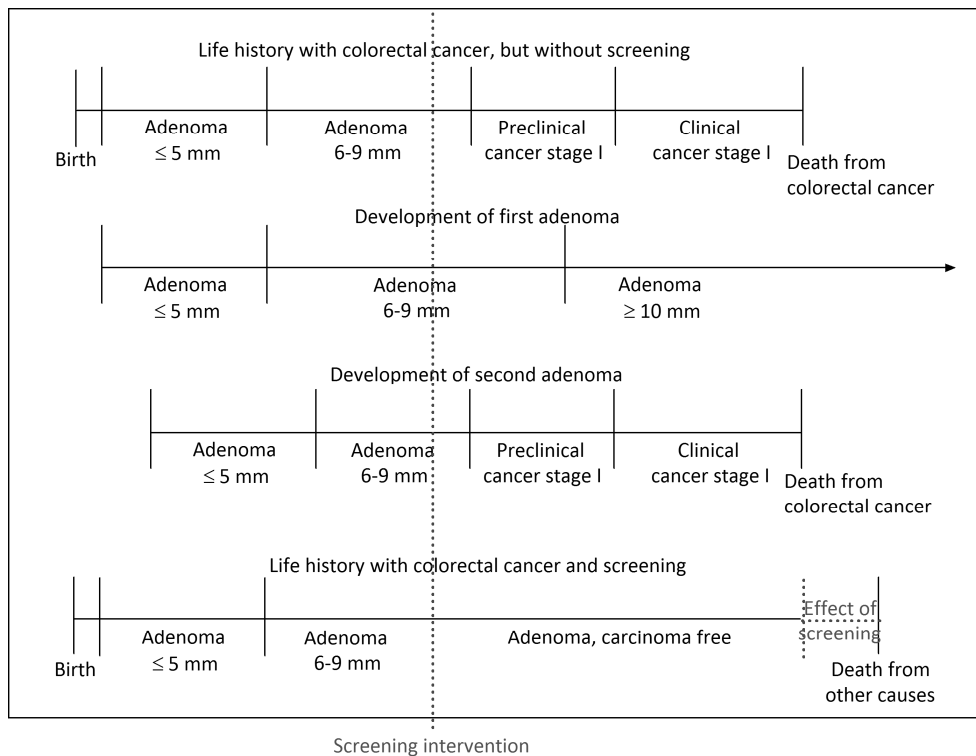 Life history with colorectal cancer, but without screening
Adenoma
≤ 5 mm
Adenoma
6-9 mm
Preclinical
cancer stage I
Clinical
cancer stage I
Birth
Death from
colorectal cancer
Development of first adenoma
Adenoma
≤ 5 mm
Adenoma
6-9 mm
Adenoma
≥ 10 mm
Development of second adenoma
Adenoma
≤ 5 mm
Adenoma
6-9 mm
Preclinical
cancer stage I
Clinical
cancer stage I
Death from
colorectal cancer
Life history with colorectal cancer and screening
Birth
Adenoma
≤ 5 mm
Adenoma
6-9 mm
Adenoma, carcinoma free
Effect of
screening
Death from
other causes
Screening intervention